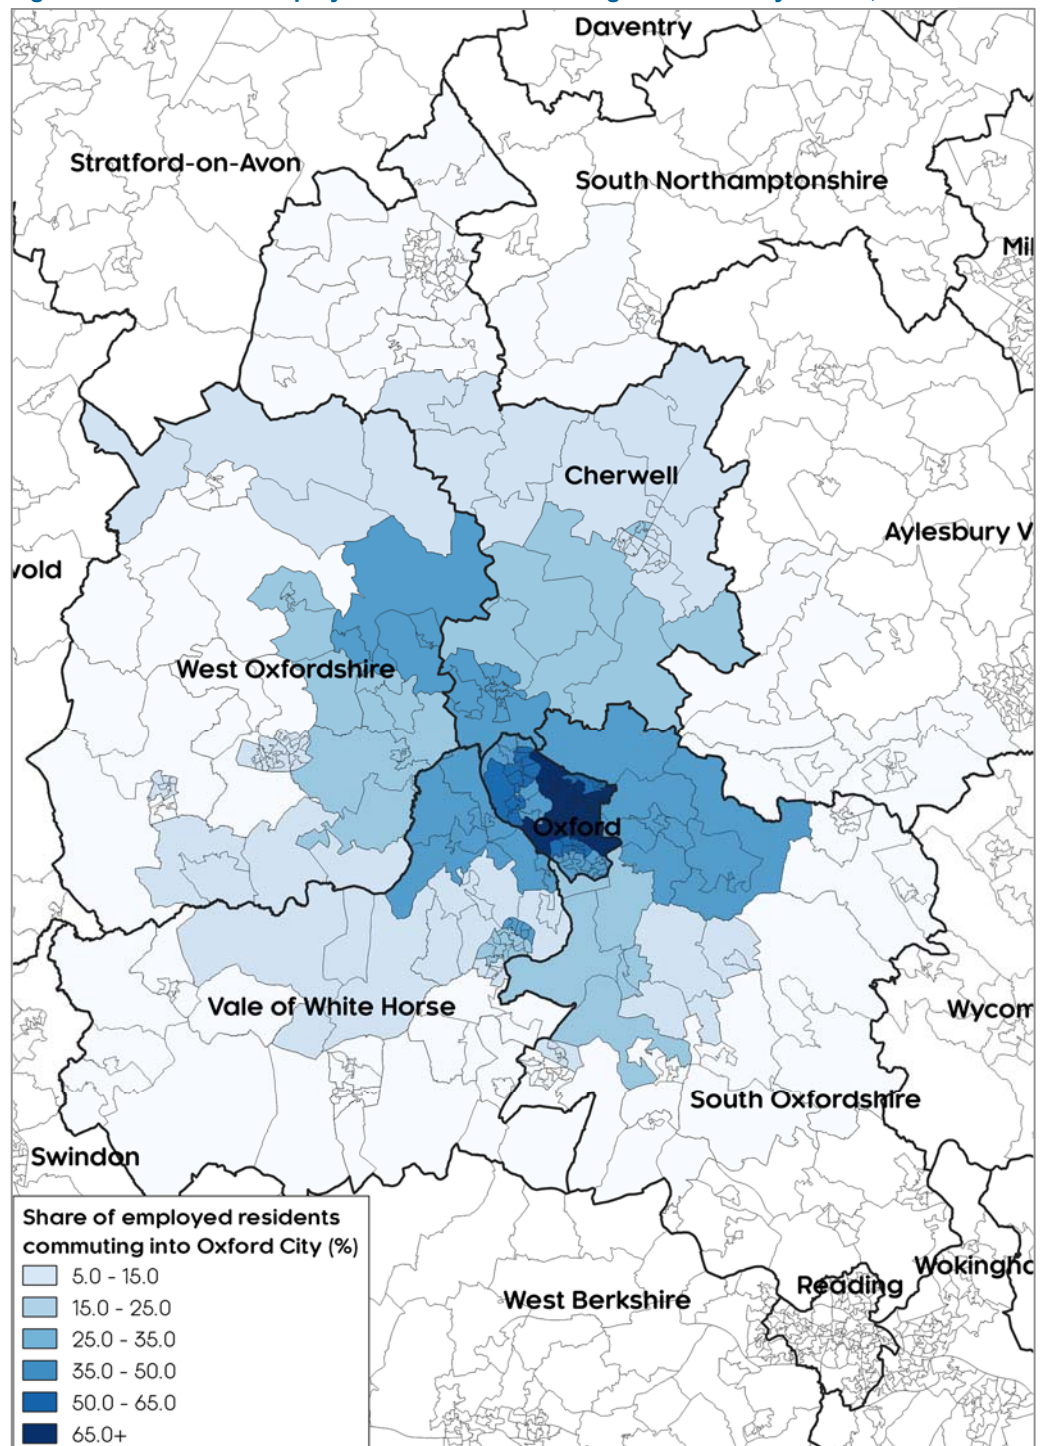 Daventry
Stratford-on-Avon
South Northamptonshire
Mil
Cherwell
Aylesbury V
vold
West Oxfordshire
Oxford
Vale of White Horse
Wycom
South Oxfordshire
Swindon
Share of employed residents
commuting into Oxford City (%)
5.0 - 15.0
15.0 - 25.0
25.0 - 35.0
35.0 - 50.0
50.0 - 65.0
65.0+
West Berkshire
Reading
Wokingha